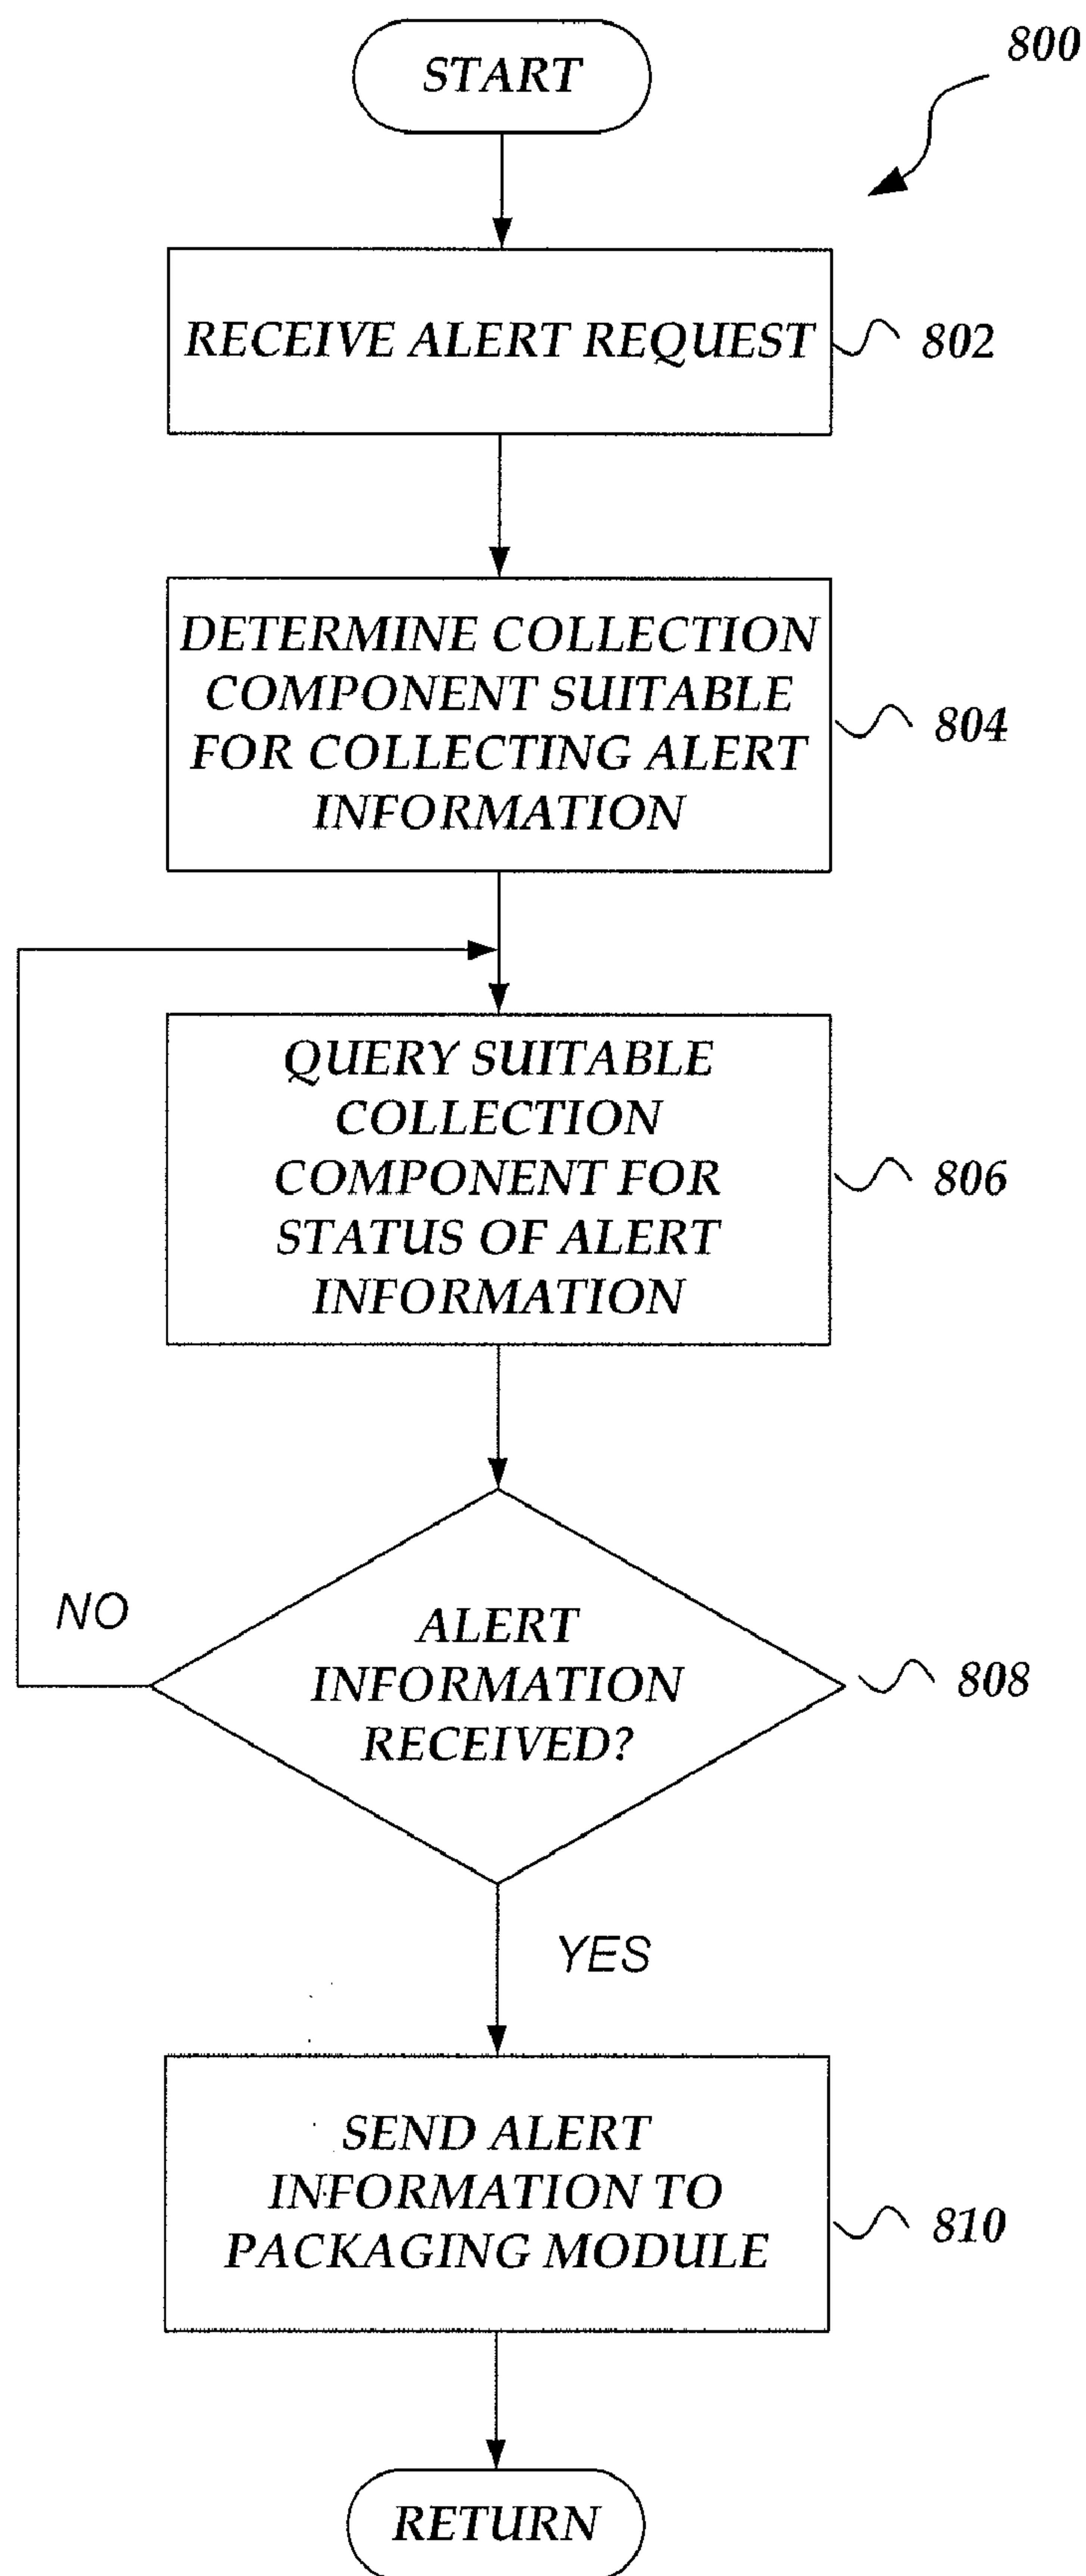 START
800
RECEIVE ALERT REQUEST
802
DETERMINE COLLECTION
COMPONENT SUITABLE
FOR COLLECTING ALERT
INFORMATION
804
QUERY SUITABLE
COLLECTION
COMPONENT FOR
STATUS OF ALERT
INFORMATION
806
NO
ALERT
INFORMATION
RECEIVED?
808
YES
SEND ALERT
INFORMATION TO
PACKAGING MODULE
810
RETURN